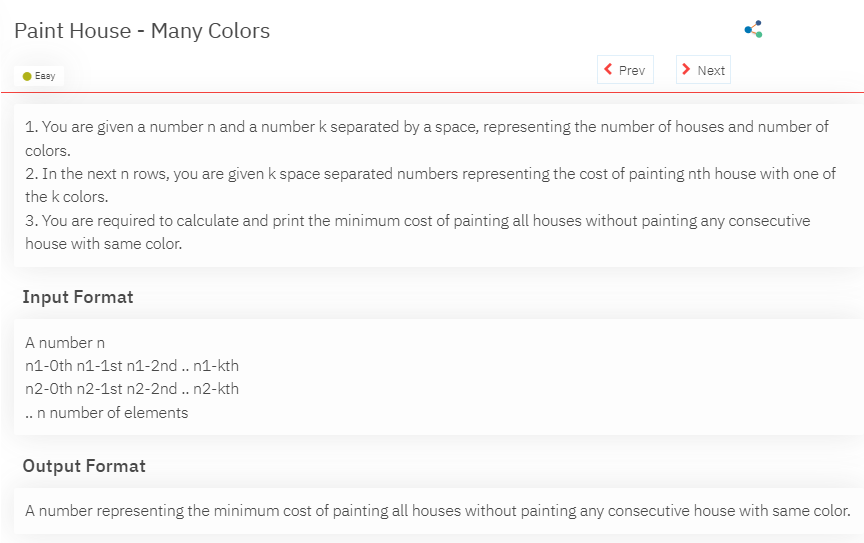 Paint House - Many Colors
Easy
Prev
Next
1. You are given a number n and a number k separated by a space, representing the number of houses and number of
colors.
2. In the next n rows, you are given k space separated numbers representing the cost of painting nth house with one of
the k colors.
3. You are required to calculate and print the minimum cost of painting all houses without painting any consecutive
house with same color.
Input Format
A number n
n1-0th n1-1st n1-2nd .. n1-kth
n2-0th n2-1st n2-2nd .. n2-kth
.. n number of elements
Output Format
A number representing the minimum cost of painting all houses without painting any consecutive house with same color.